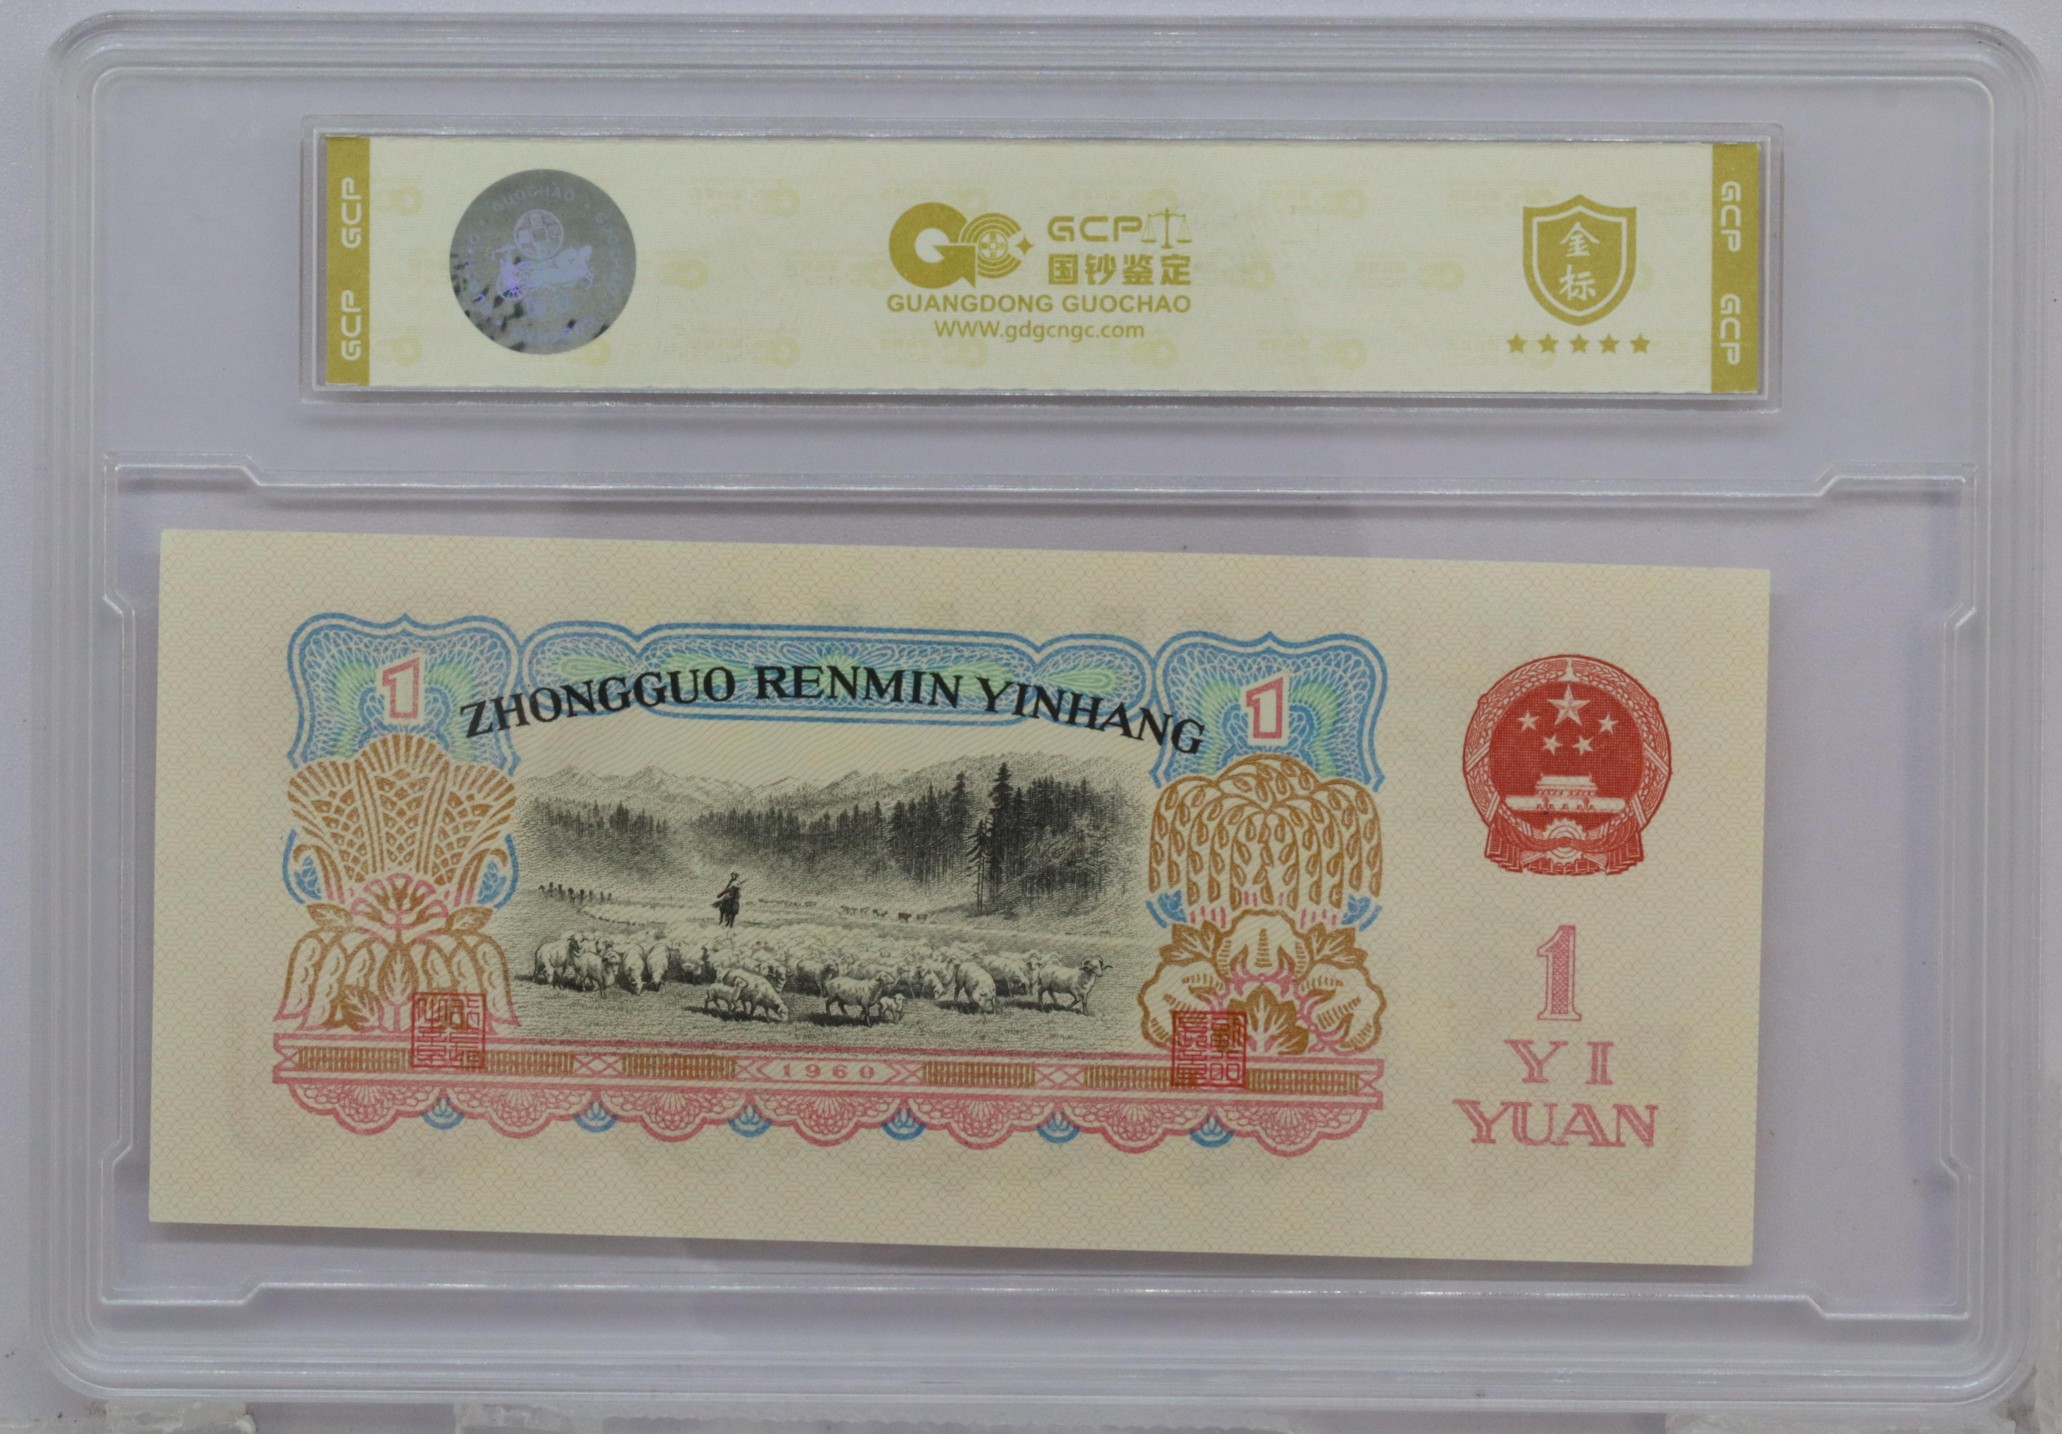 GCP
GCP
GUOCHAO
GCP
国钞鉴定
GUANGDONG GUOCHAO
WWW.gdgcngc.com
金标
GCP
GCP
ZHONGGUO RENMIN YINHANG
1
1
1960
1
YI
YUAN